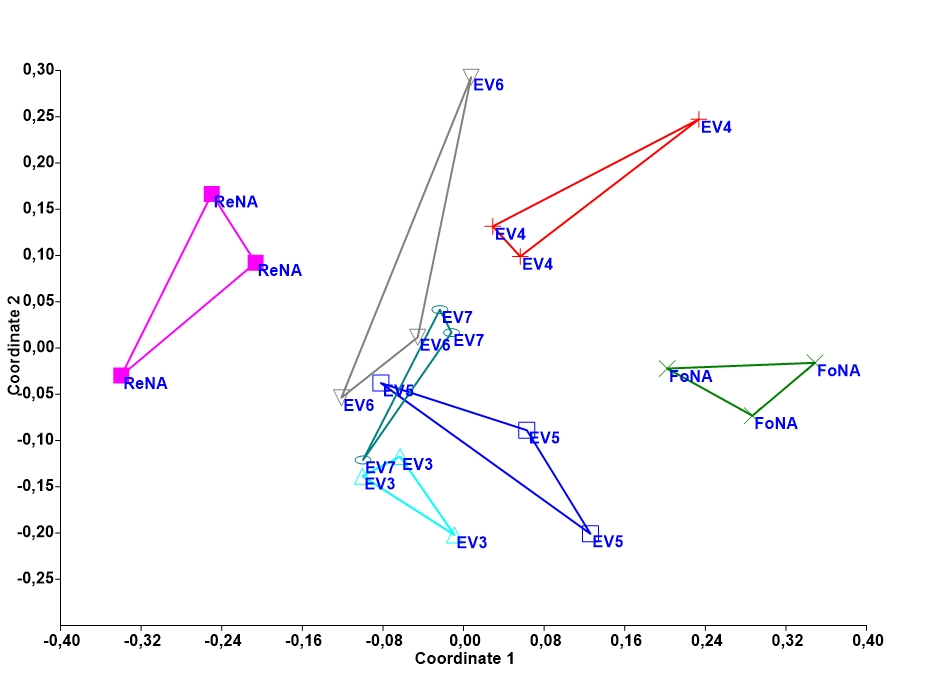 0,30
EV6
0,25
EV4
0,20
ReNA
0,15
EV4
0,10
EV4
ReNA
0,05
EV7
EV7
0,00
EV6
FoNA
FoNA
ReNA
-0,05
EV5
EV6
FoNA
-0,10
EV5
EV3
EV7
-0,15
EV3
-0,20
EV5
EV3
-0,25
Coordinate 2
-0,40 -0,32 -0,24 -0,16 -0,08 0,00 0,08 0,16 0,24 0,32 0,40
Coordinate 1